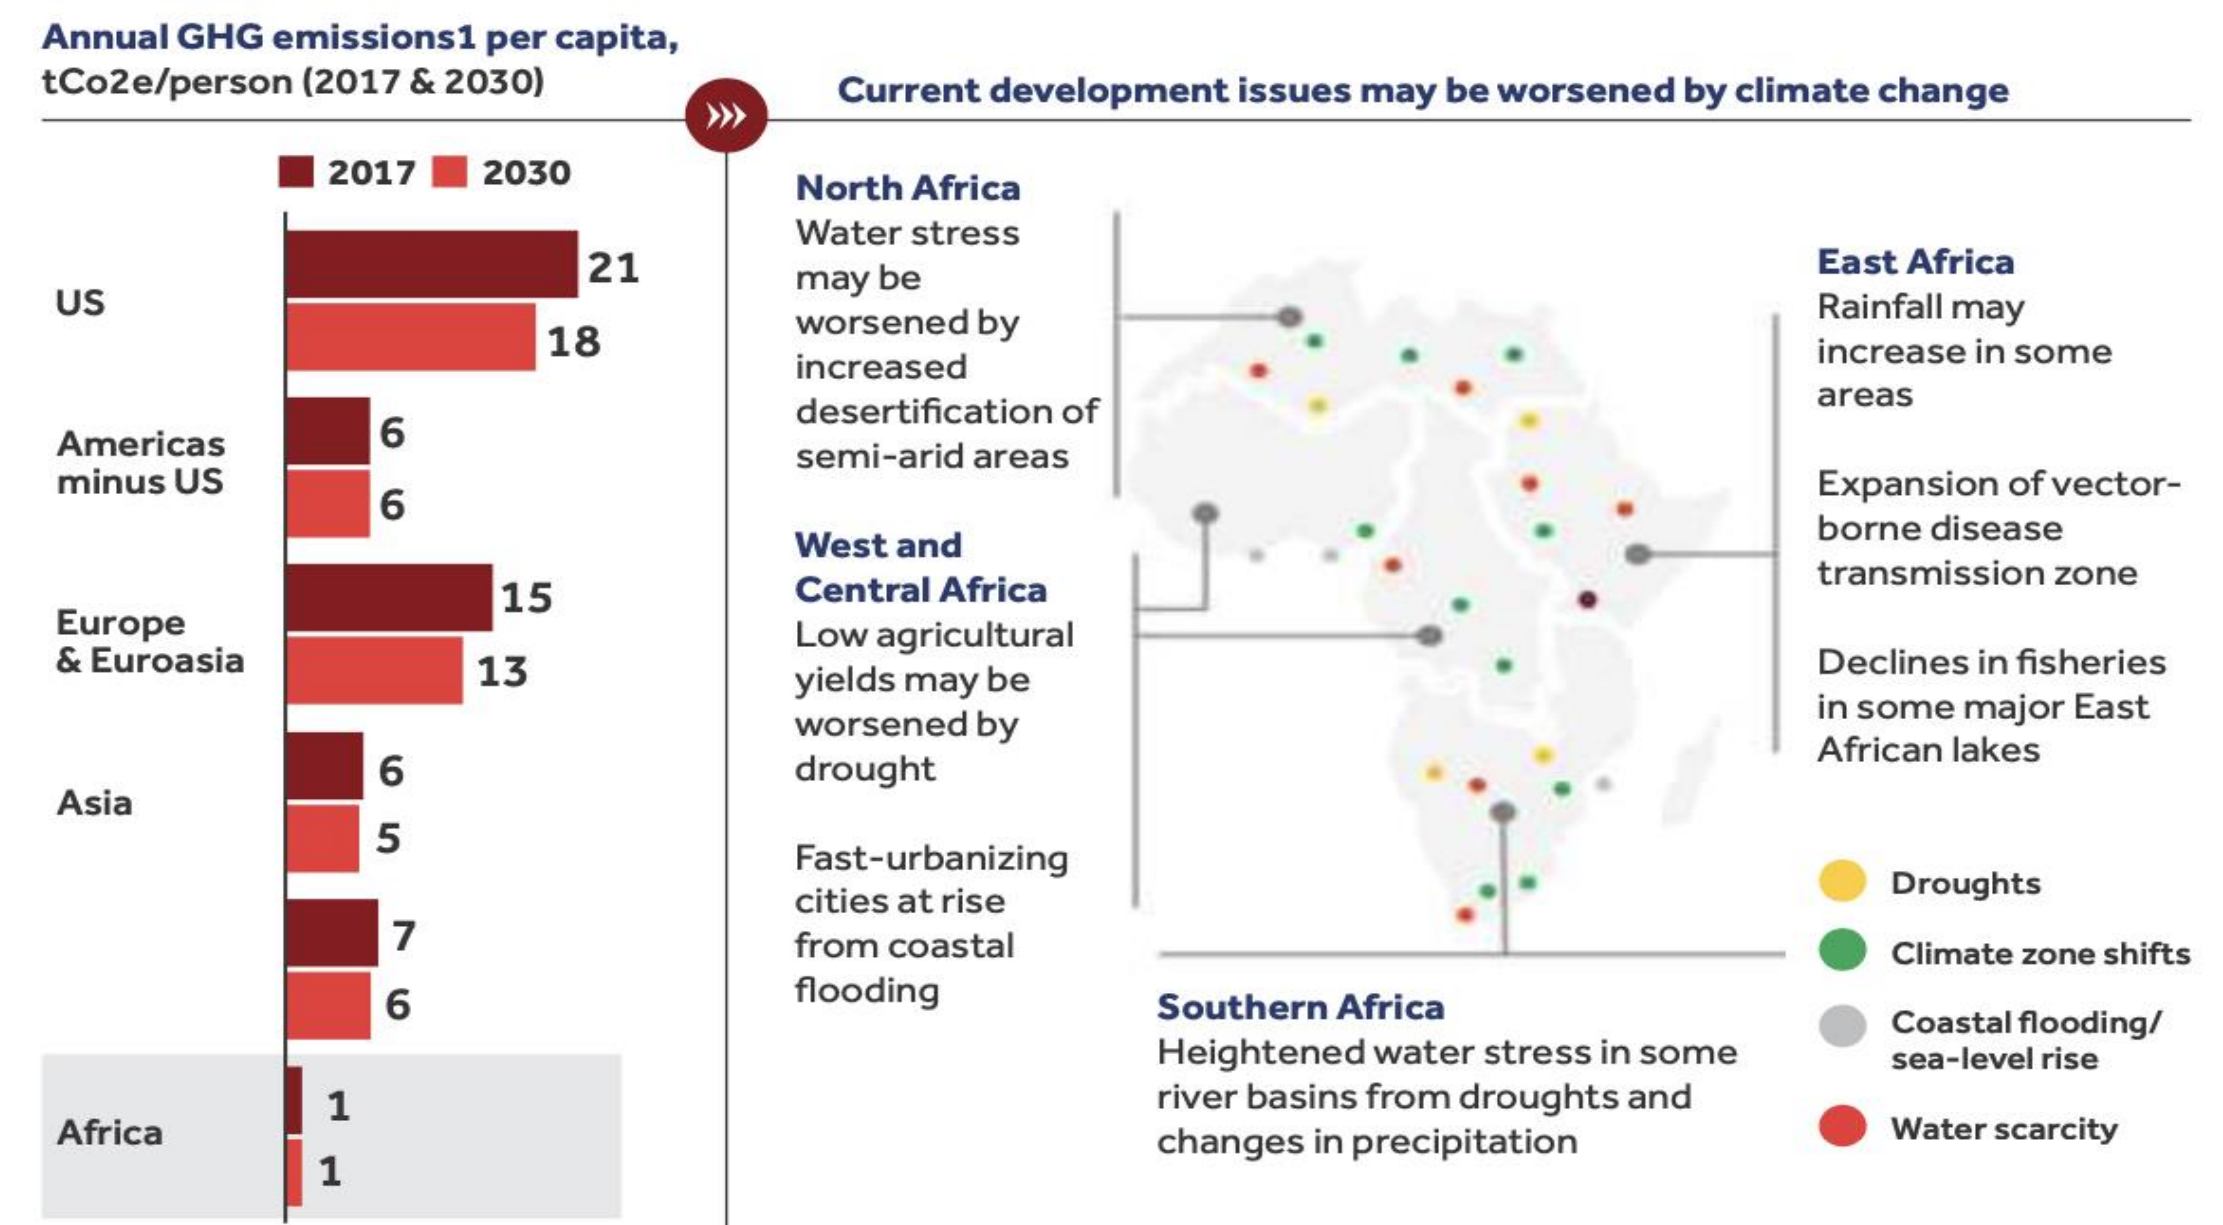 Annual GHG emissions1 per capita,
tCo2e/person (2017 & 2030)
2017
2030
US
21
18
Americas
minus US
6
6
Europe
& Euroasia
15
13
Asia
6
5
7
6
Africa
1
1
Current development issues may be worsened by climate change
North Africa
Water stress
may be
worsened by
increased
desertification of
semi-arid areas
West and
Central Africa
Low agricultural
yields may be
worsened by
drought
Fast-urbanizing
cities at rise
from coastal
flooding
East Africa
Rainfall may
increase in some
areas
Expansion of vector-
borne disease
transmission zone
Declines in fisheries
in some major East
African lakes
Southern Africa
Heightened water stress in some
river basins from droughts and
changes in precipitation
Droughts
Climate zone shifts
Coastal flooding/
sea-level rise
Water scarcity